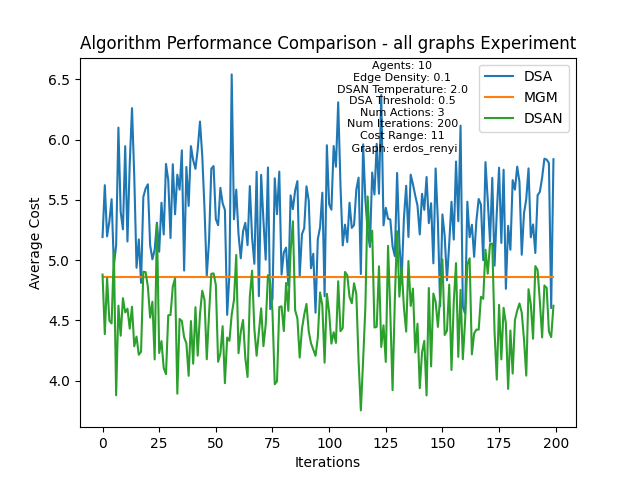 Algorithm Performance Comparison - all graphs Experiment
Agents: 10
Edge Density: 0.1
DSAN Temperature: 2.0
DSA Threshold: 0.5
Num Actions: 3
Num Iterations: 200
Cost Range: 11
Graph: erdos_renyi
DSA
MGM
DSAN
Average Cost
6.5
6.0
5.5
5.0
4.5
4.0
0 25 50 75 100 125 150 175 200
Iterations